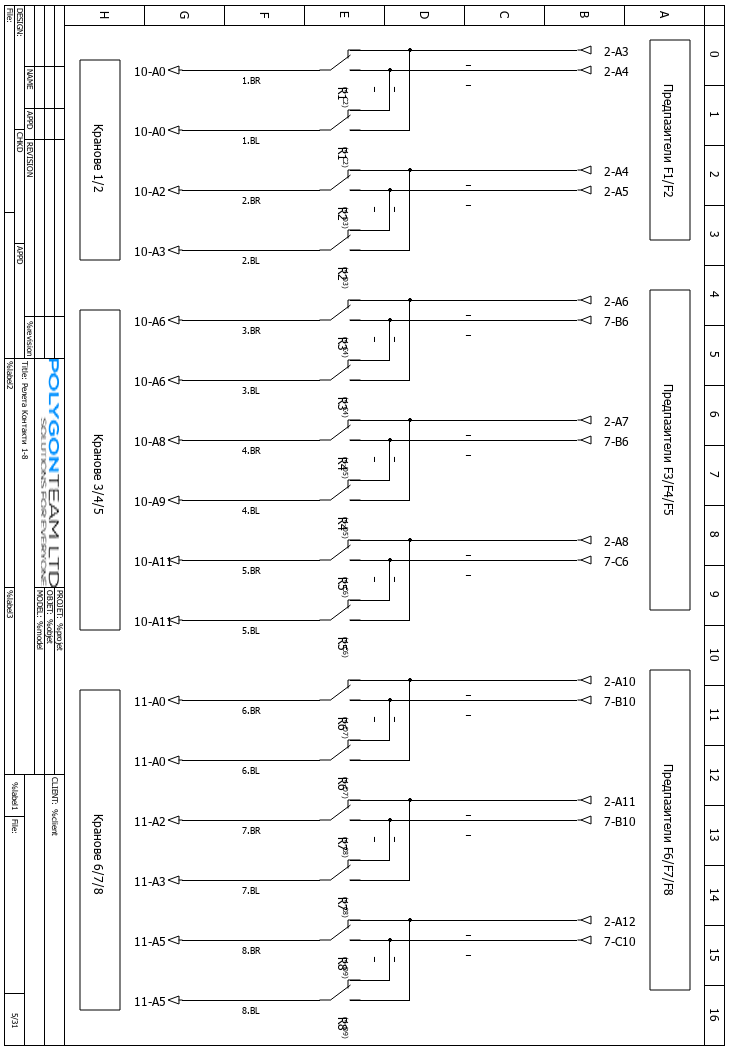 H G F E D C B A
0
1
2
3
4
5
6
7
8
9
10
11
12
13
14
15
16
Предпазители F1/F2
Предпазители F3/F4/F5
Предпазители F6/F7/F8
Кранове 1/2
Кранове 3/4/5
Кранове 6/7/8
2-A3
10-A0 1.BR R1 2-A4
10-A0 1.BL R1
2-A4
10-A2 2.BR R2 2-A5
10-A3 2.BL R2
2-A6
10-A6 3.BR R3 7-B6
10-A6 3.BL R3
2-A7
10-A8 4.BR R4 7-B6
10-A9 4.BL R4
2-A8
10-A11 5.BR R5 7-C6
10-A11 5.BL R5
2-A10
11-A0 6.BR R6 7-B10
11-A0 6.BL R6
2-A11
11-A2 7.BR R7 7-B10
11-A3 7.BL R7
2-A12
11-A5 8.BR R8 7-C10
11-A5 8.BL R8
NAME APPD REVISION %revision
DESIGN: CHKD APPD
File:
POLYGONTEAM LTD
SOLUTIONS FOR EVERYONE
Title: Релета Контакти 1-8
%label2
%label3
PROJET: %projet
OBJET: %objet
MODEL: %model
CLIENT: %client
%label1
File:
5/31